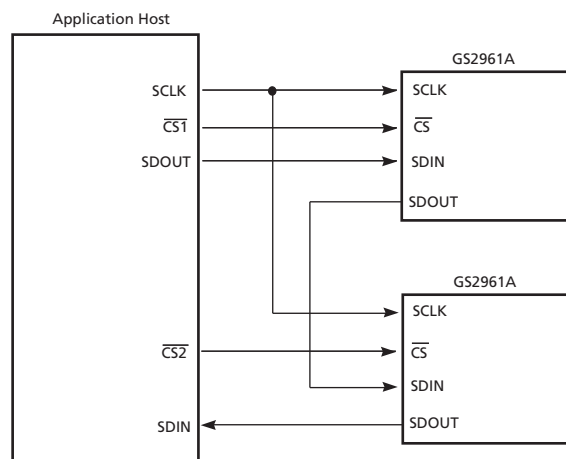 Application Host
SCLK
CS1
SDOUT
CS2
SDIN
GS2961A
SCLK
CS
SDIN
SDOUT
GS2961A
SCLK
CS
SDIN
SDOUT